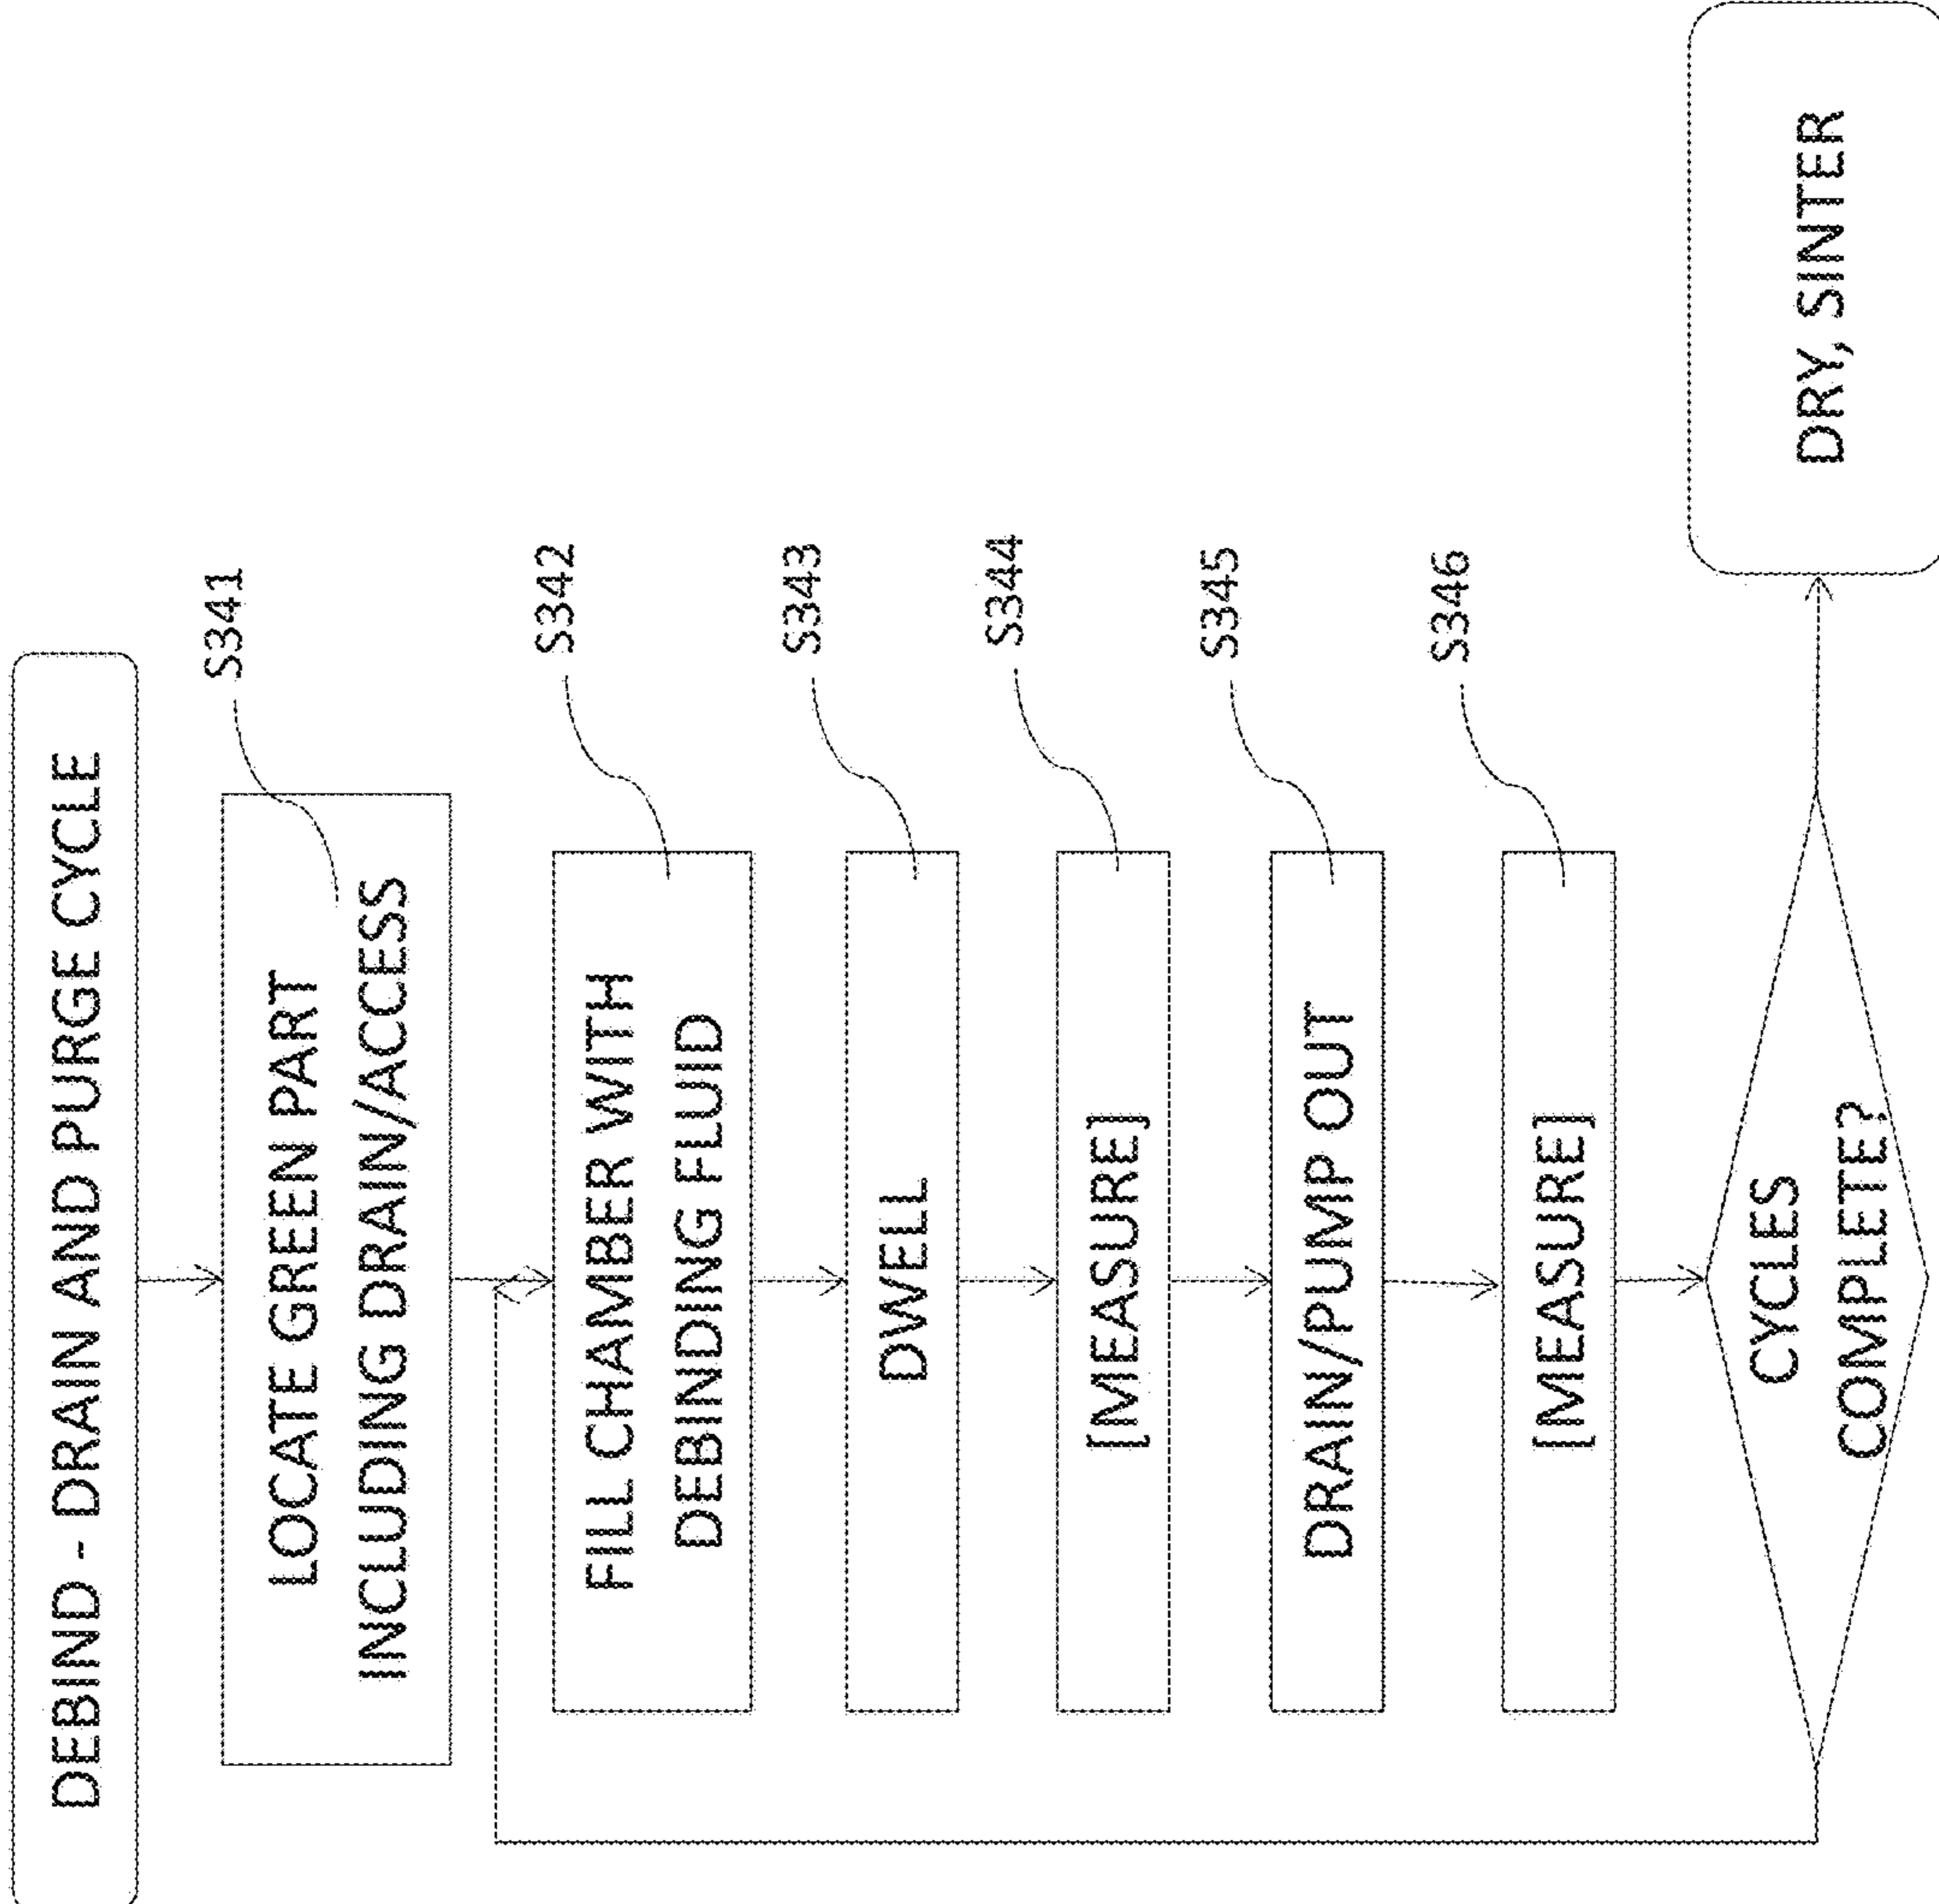 DEBIND - DRAIN AND PURGE CYCLE
S341
LOCATE GREEN PART
INCLUDING DRAIN/ACCESS
S342
FILL CHAMBER WITH
DEBINDING FLUID
S343
DWELL
S344
[MEASURE]
S345
DRAIN/PUMP OUT
S346
[MEASURE]
CYCLES
COMPLETE?
DRY, SINTER